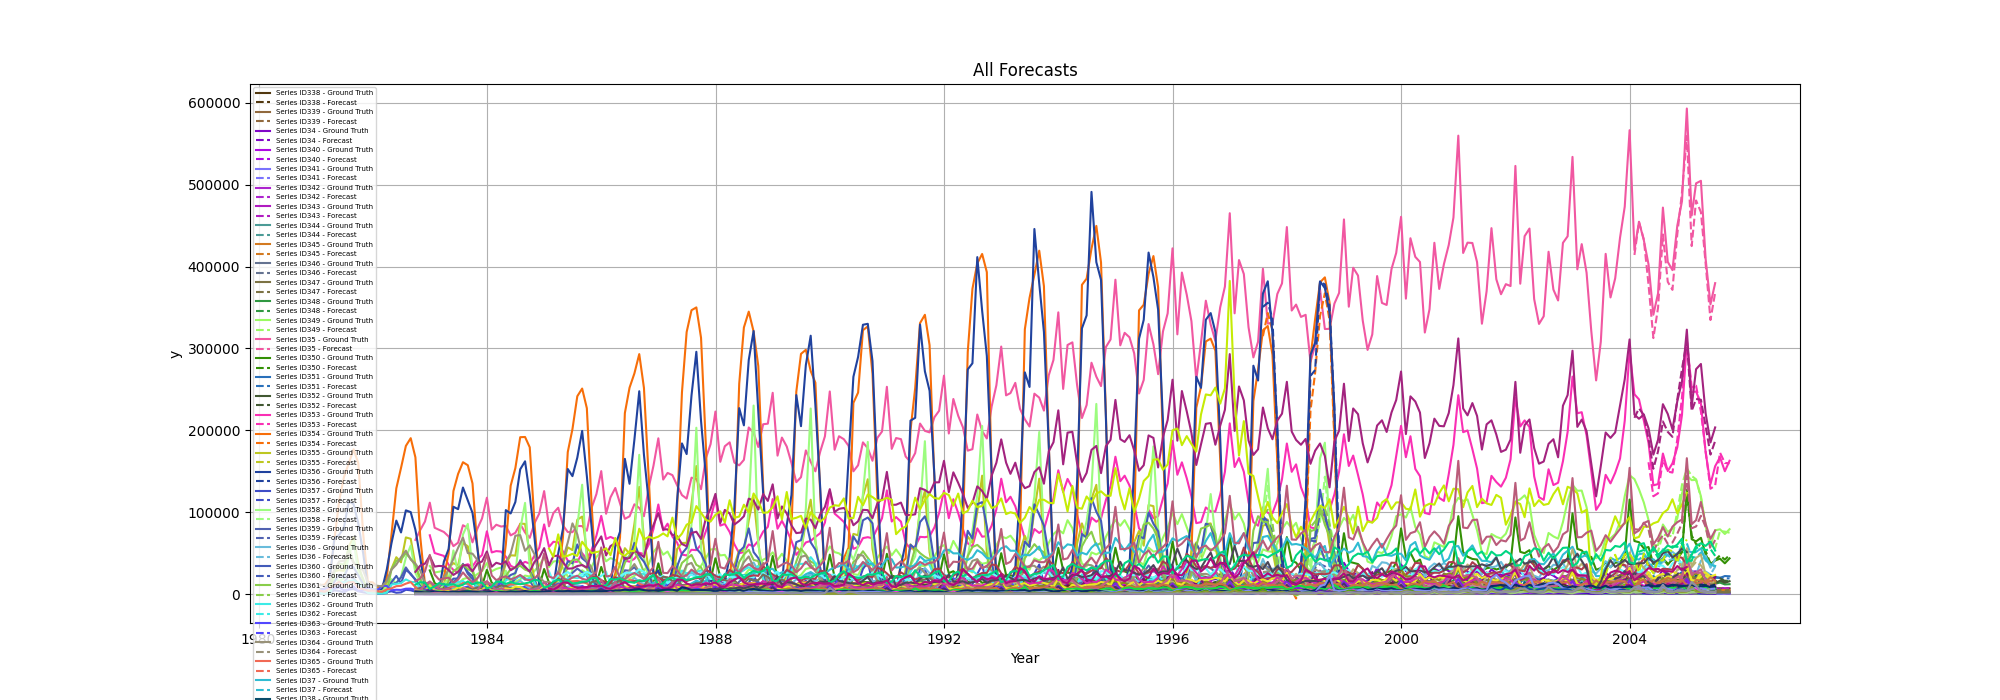 All Forecasts
600000
500000
400000
300000
200000
100000
0
y
Series ID338 - Ground Truth
Series ID338 - Forecast
Series ID339 - Ground Truth
Series ID339 - Forecast
Series ID34 - Ground Truth
Series ID34 - Forecast
Series ID340 - Ground Truth
Series ID340 - Forecast
Series ID341 - Ground Truth
Series ID341 - Forecast
Series ID342 - Ground Truth
Series ID342 - Forecast
Series ID343 - Ground Truth
Series ID343 - Forecast
Series ID344 - Ground Truth
Series ID344 - Forecast
Series ID345 - Ground Truth
Series ID345 - Forecast
Series ID346 - Ground Truth
Series ID346 - Forecast
Series ID347 - Ground Truth
Series ID347 - Forecast
Series ID348 - Ground Truth
Series ID348 - Forecast
Series ID349 - Ground Truth
Series ID349 - Forecast
Series ID35 - Ground Truth
Series ID35 - Forecast
Series ID350 - Ground Truth
Series ID350 - Forecast
Series ID351 - Ground Truth
Series ID351 - Forecast
Series ID352 - Ground Truth
Series ID352 - Forecast
Series ID353 - Ground Truth
Series ID353 - Forecast
Series ID354 - Ground Truth
Series ID354 - Forecast
Series ID355 - Ground Truth
Series ID355 - Forecast
Series ID356 - Ground Truth
Series ID356 - Forecast
Series ID357 - Ground Truth
Series ID357 - Forecast
Series ID358 - Ground Truth
Series ID358 - Forecast
Series ID359 - Ground Truth
Series ID359 - Forecast
Series ID36 - Ground Truth
Series ID36 - Forecast
Series ID360 - Ground Truth
Series ID360 - Forecast
Series ID361 - Ground Truth
Series ID361 - Forecast
Series ID362 - Ground Truth
Series ID362 - Forecast
Series ID363 - Ground Truth
Series ID363 - Forecast
Series ID364 - Ground Truth
Series ID364 - Forecast
Series ID365 - Ground Truth
Series ID365 - Forecast
Series ID37 - Ground Truth
Series ID37 - Forecast
Series ID38 - Ground Truth
1980 1984 1988 1992 1996 2000 2004
Year